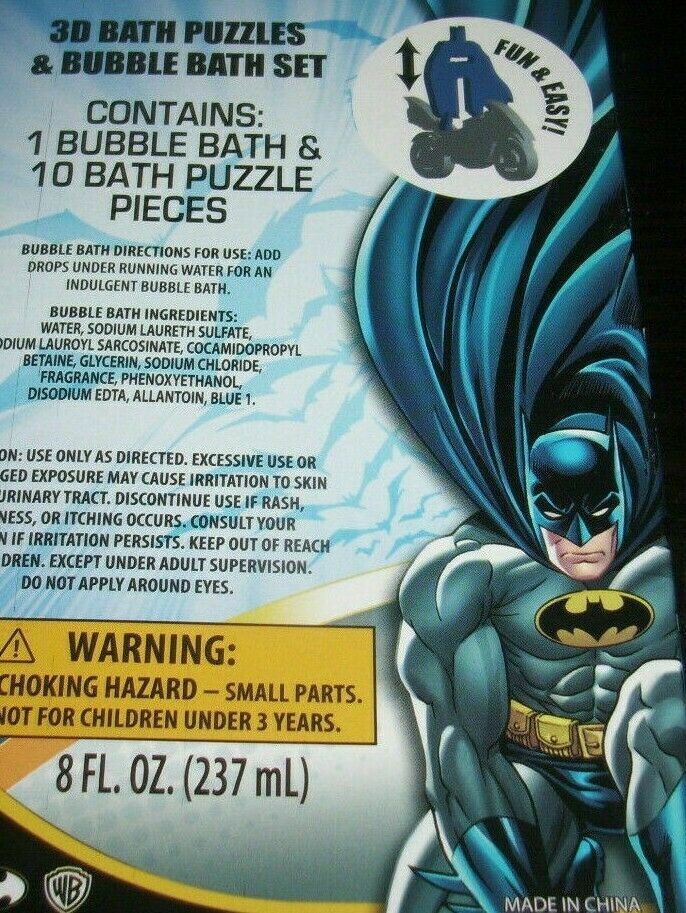 3D BATH PUZZLES
& BUBBLE BATH SET
FUN & EASY!
CONTAINS:
1 BUBBLE BATH &
10 BATH PUZZLE
PIECES
BUBBLE BATH DIRECTIONS FOR USE: ADD
DROPS UNDER RUNNING WATER FOR AN
INDULGENT BUBBLE BATH.
BUBBLE BATH INGREDIENTS:
WATER, SODIUM LAURETH SULFATE,
ODIUM LAUROYL SARCOSINATE, COCAMIDOPROPYL
BETAINE, GLYCERIN, SODIUM CHLORIDE,
FRAGRANCE, PHENOXYETHANOL,
DISODIUM EDTA, ALLANTOIN, BLUE 1.
ON: USE ONLY AS DIRECTED. EXCESSIVE USE OR
GED EXPOSURE MAY CAUSE IRRITATION TO SKIN
URINARY TRACT. DISCONTINUE USE IF RASH,
NESS, OR ITCHING OCCURS. CONSULT YOUR
N IF IRRITATION PERSISTS. KEEP OUT OF REACH
DREN. EXCEPT UNDER ADULT SUPERVISION.
DO NOT APPLY AROUND EYES.
WARNING:
CHOKING HAZARD – SMALL PARTS.
NOT FOR CHILDREN UNDER 3 YEARS.
8 FL. OZ. (237 mL)
WB
MADE IN CHINA